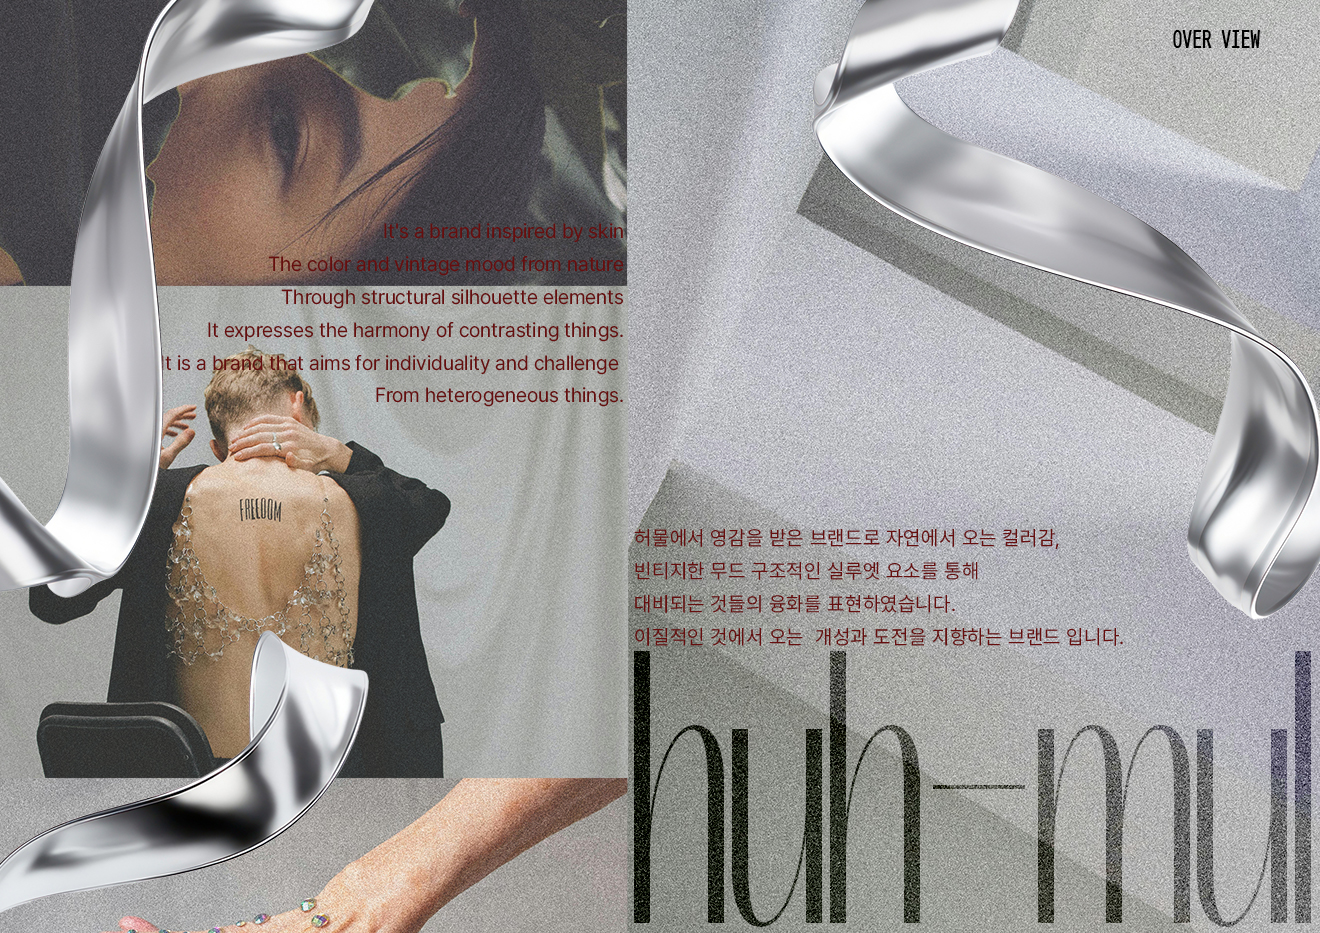 OVER VIEW
It's a brand inspired by skin
The color and vintage mood from nature
Through structural silhouette elements
It expresses the harmony of contrasting things.
It is a brand that aims for individuality and challenge
From heterogeneous things.
FREEDOM
허물에서 영감을 받은 브랜드로 자연에서 오는 컬러감,
빈티지한 무드 구조적인 실루엣 요소를 통해
대비되는 것들의 융화를 표현하였습니다.
이질적인 것에서 오는  개성과 도전을 지향하는 브랜드 입니다.
huh-mul